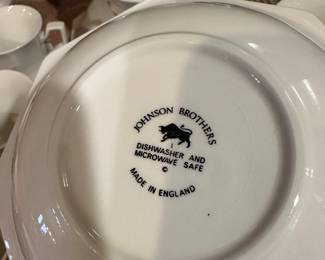 JOHNSON BROTHERS
DISHWASHER AND
MICROWAVE SAFE
©
MADE IN ENGLAND